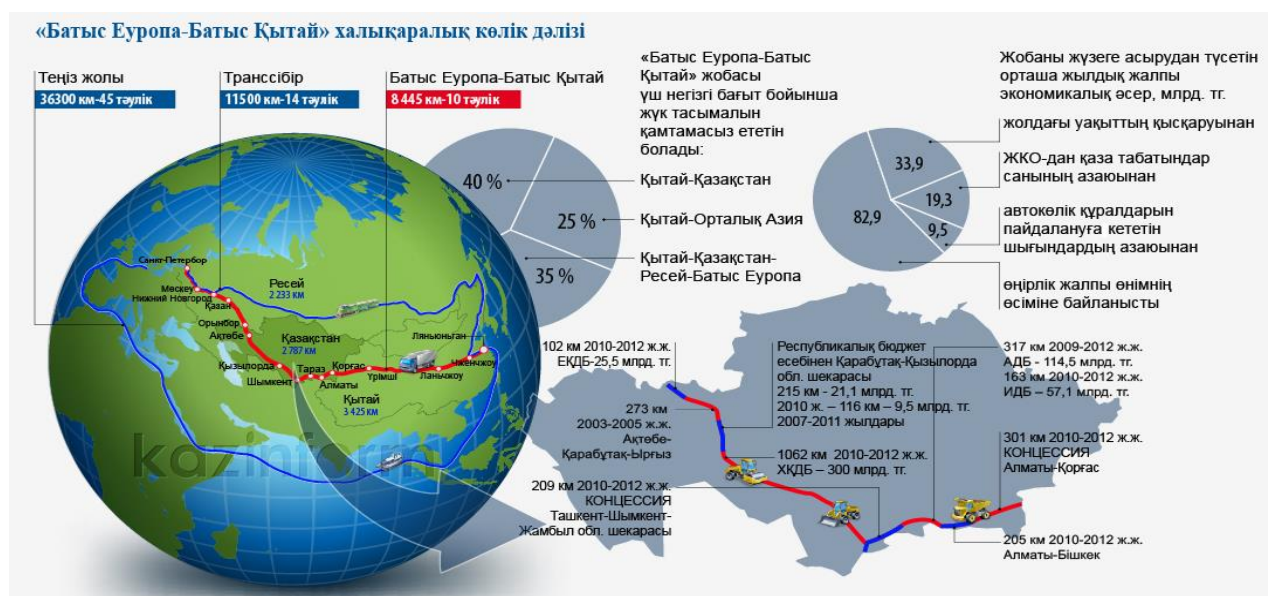 «Батыс Еуропа-Батыс Қытай» халықаралық көлік дәлізі
Теңіз жолы
36300 км-45 тәулік
Транссібір
11500 км-14 тәулік
Батыс Еуропа-Батыс Қытай
8 445 км-10 тәулік
«Батыс Еуропа-Батыс
Қытай» жобасы
үш негізгі бағыт бойынша
жүк тасымалын
қамтамасыз ететін
болады:
40 %
25 %
35 %
Қытай-Қазақстан
Қытай-Орталық Азия
Қытай-Қазақстан-
Ресей-Батыс Еуропа
Жобаны жүзеге асырудан түсетін
орташа жылдық жалпы
экономикалық әсер, млрд. тг.
33,9
19,3
9,5
82,9
жолдағы уақыттың қысқаруынан
ЖКО-дан қаза табатындар
санының азаюынан
автокөлік құралдарын
пайдалануға кететін
шығындардың азаюынан
өңірлік жалпы өнімнің
өсіміне байланысты
Санкт-Петербор
Мәскеу
Нижний Новгород
Қазан
Орынбор
Ақтөбе
Қызылорда
Шымкент
Тараз
Алматы
Қорғас
Үрімші
Ланьчжоу
Чженчжоу
Ляньюньган
Ресей
2 233 км
Қазақстан
2 787 км
Қытай
3 425 км
kazinform
102 км 2010-2012 ж.ж.
ЕҚДБ-25,5 млрд. тг.
273 км
2003-2005 ж.ж.
Ақтөбе-
Қарабұтақ-Ырғыз
209 км 2010-2012 ж.ж.
КОНЦЕССИЯ
Ташкент-Шымкент-
Жамбыл обл. шекарасы
Республикалық бюджет
есебінен Қарабұтақ-Қызылорда
обл. шекарасы
215 км - 21,1 млрд. тг.
2010 ж. – 116 км – 9,5 млрд. тг.
2007-2011 жылдары
1062 км 2010-2012 ж.ж.
ХҚДБ – 300 млрд. тг.
317 км 2009-2012 ж.ж.
АДБ - 114,5 млрд. тг.
163 км 2010-2012 ж.ж.
ИДБ – 57,1 млрд. тг.
301 км 2010-2012 ж.ж.
КОНЦЕССИЯ
Алматы-Қорғас
205 км 2010-2012 ж.ж.
Алматы-Бішкек